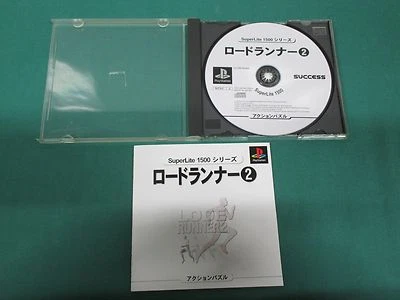 SuperLite 1500 シリーズ
ロードランナー2
PlayStation
SUCCESS
SuperLite 1500
アクションパズル
SuperLite 1500 シリーズ
PlayStation
ロードランナー2
LODE
RUNNER2
アクションパズル